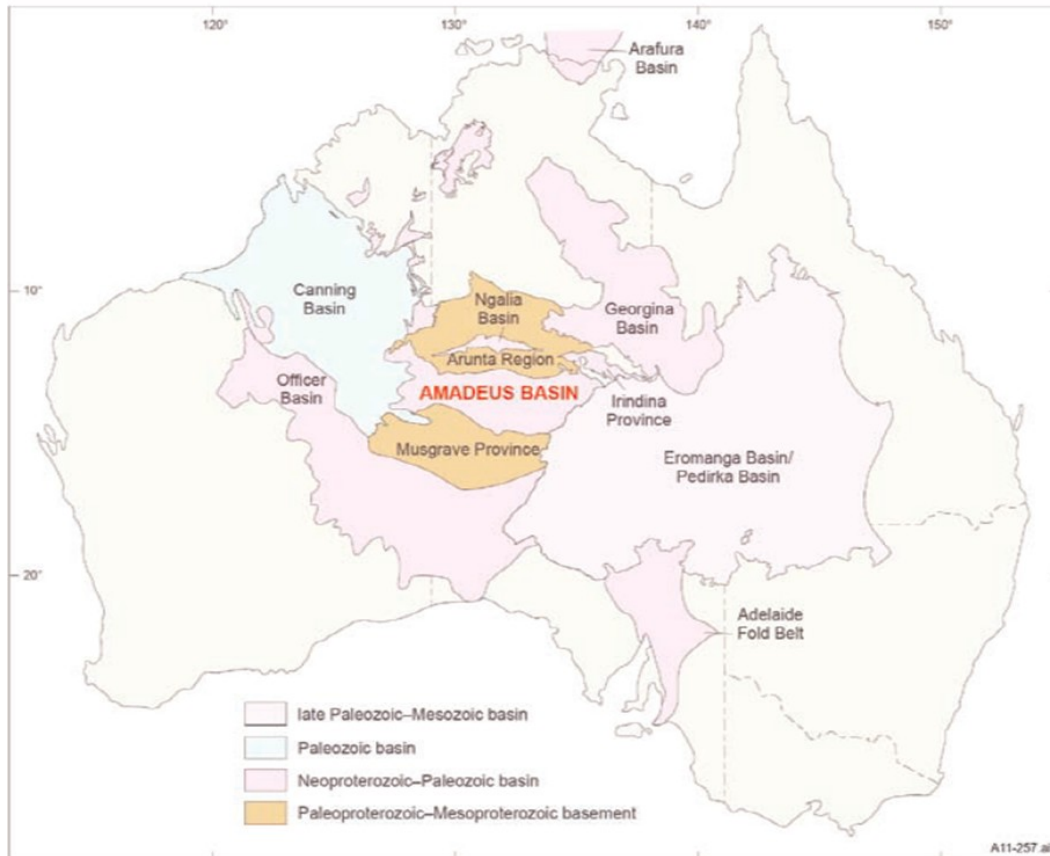 120°
130°
140°
150°
Arafura
Basin
10°
Canning
Basin
Ngalia
Basin
Georgina
Basin
Arunta Region
Officer
Basin
AMADEUS BASIN
Irindina
Province
Musgrave Province
Eromanga Basin/
Pedirka Basin
20°
Adelaide
Fold Belt
late Paleozoic–Mesozoic basin
Paleozoic basin
Neoproterozoic–Paleozoic basin
Paleoproterozoic–Mesoproterozoic basement
A11-257.ai